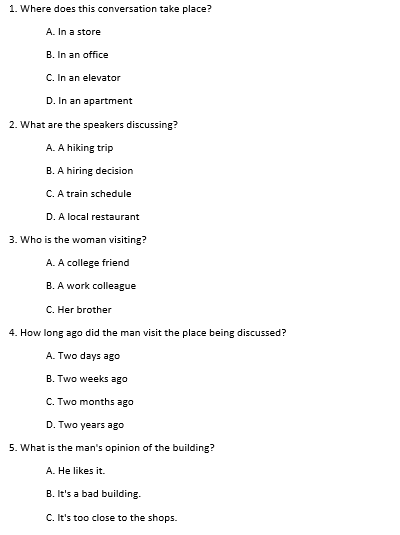 1. Where does this conversation take place?
A. In a store
B. In an office
C. In an elevator
D. In an apartment
2. What are the speakers discussing?
A. A hiking trip
B. A hiring decision
C. A train schedule
D. A local restaurant
3. Who is the woman visiting?
A. A college friend
B. A work colleague
C. Her brother
4. How long ago did the man visit the place being discussed?
A. Two days ago
B. Two weeks ago
C. Two months ago
D. Two years ago
5. What is the man's opinion of the building?
A. He likes it.
B. It's a bad building.
C. It's too close to the shops.